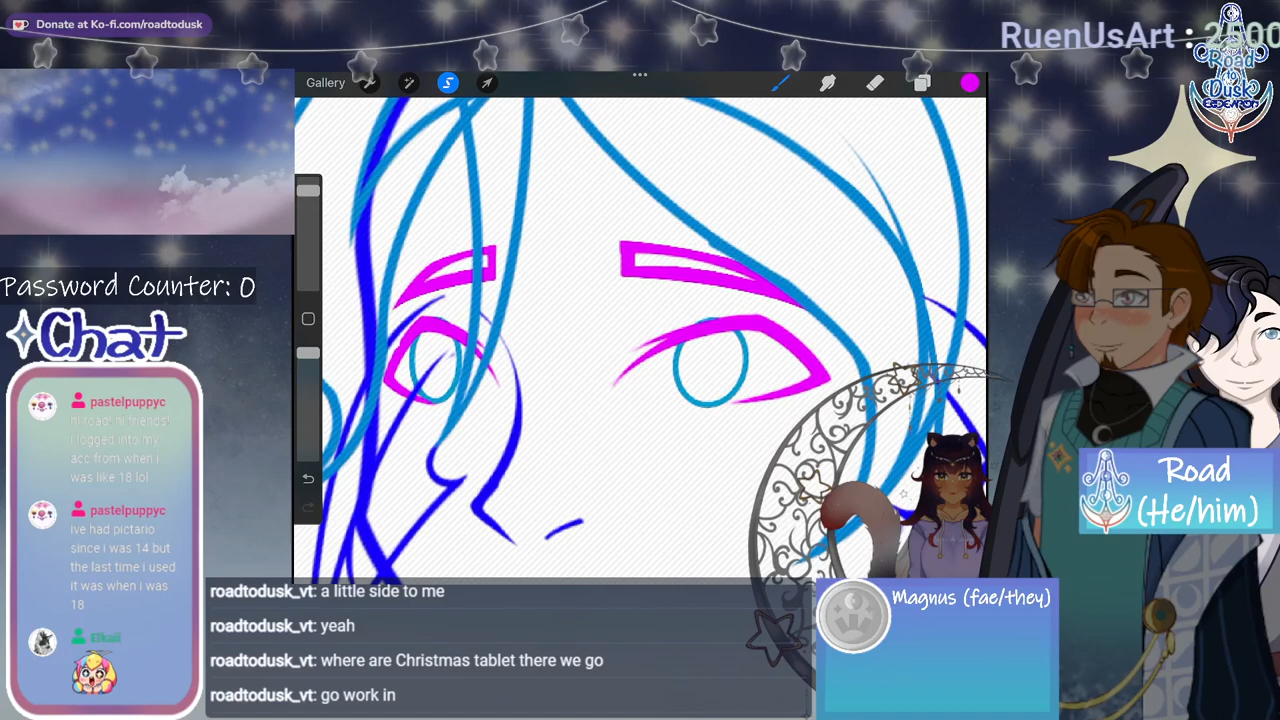 Donate at Ko-fi.com/roadtodusk
RuenUsArt : 2500
Road
to
Dusk
Gallery
Password Counter: 0
Chat
pastelpuppyc
hi road! hi friends!
i logged into my
acc from when i
was like 18 lol
pastelpuppyc
ive had pictario
since i was 14 but
the last time i used
it was when i was
18
Elkaii
Road
(He/him)
Magnus (fae/they)
roadtodusk_vt: a little side to me
roadtodusk_vt: yeah
roadtodusk_vt: where are Christmas tablet there we go
roadtodusk_vt: go work in